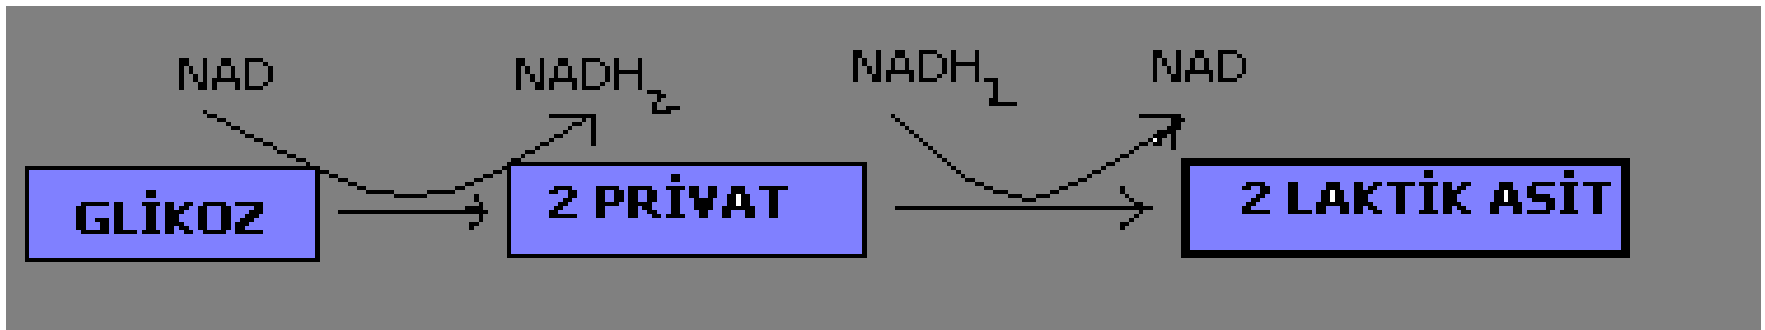 NAD NADH2 NADH2 NAD
GLİKOZ 2 PRİVAT 2 LAKTİK ASİT